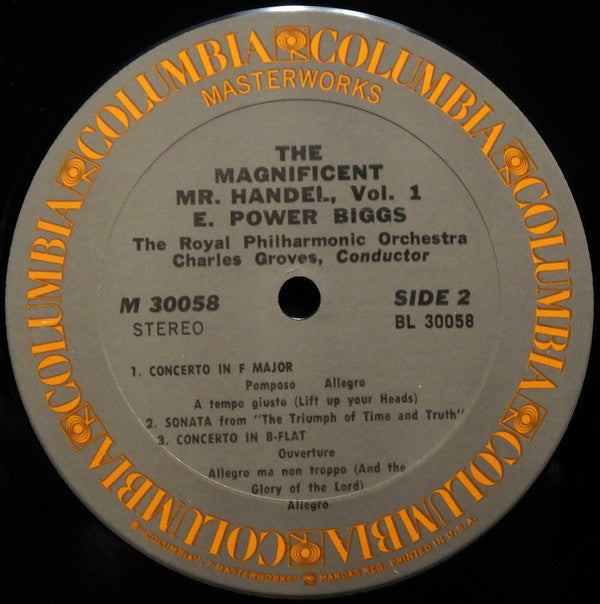 COLUMBIA COLUMBIA COLUMBIA COLUMBIA COLUMBIA COLUMBIA
MASTERWORKS
THE
MAGNIFICENT
MR. HANDEL, Vol. 1
E. POWER BIGGS
The Royal Philharmonic Orchestra
Charles Groves, Conductor
M 30058
SIDE 2
STEREO
BL 30058
1. CONCERTO IN F MAJOR
Pomposo Allegro
A tempo giusto (Lift up your Heads)
2. SONATA from "The Triumph of Time and Truth"
3. CONCERTO IN B-FLAT
Ouverture
Allegro ma non troppo (And the
Glory of the Lord)
Allegro
® "COLUMBIA", "MASTERWORKS" MARCAS REG. PRINTED IN U.S.A.